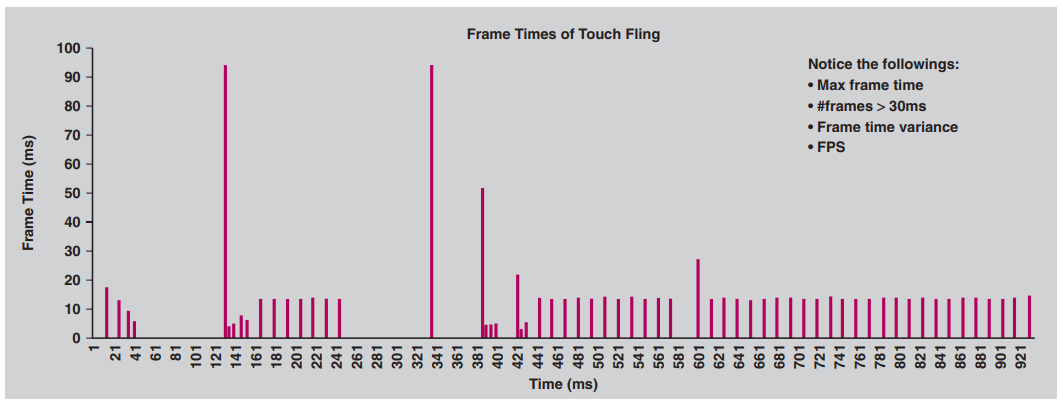 Frame Times of Touch Fling
Notice the followings:
• Max frame time
• #frames > 30ms
• Frame time variance
• FPS
Frame Time (ms)
100
90
80
70
60
50
40
30
20
10
0
1 21 41 61 81 101 121 141 161 181 201 221 241 261 281 301 321 341 361 381 401 421 441 461 481 501 521 541 561 581 601 621 641 661 681 701 721 741 761 781 801 821 841 861 881 901 921
Time (ms)